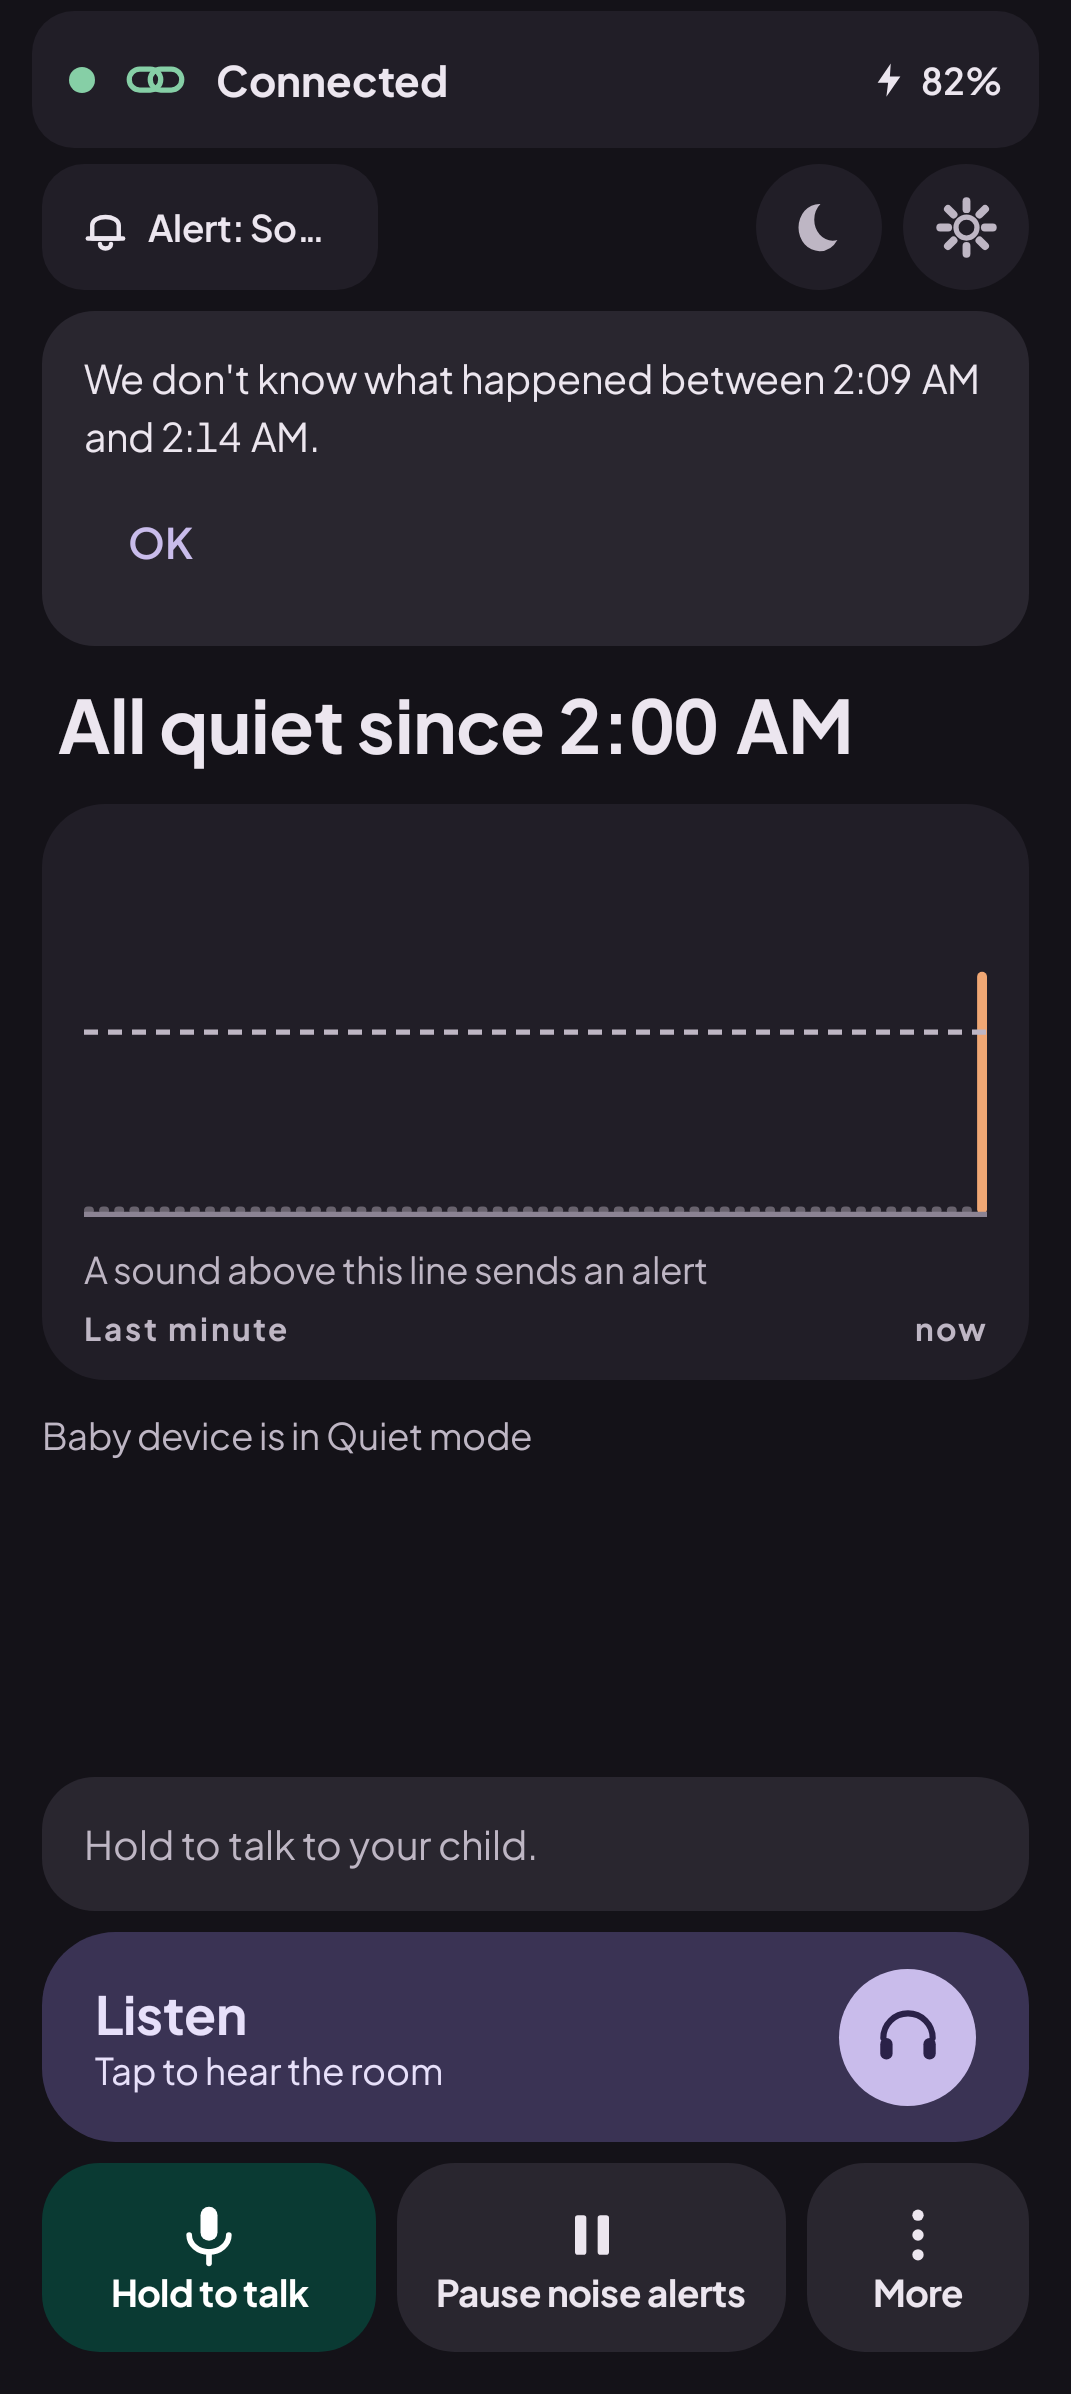 Connected
82%
Alert: So...
We don't know what happened between 2:09 AM
and 2:14 AM.
OK
All quiet since 2:00 AM
A sound above this line sends an alert
Last minute
now
Baby device is in Quiet mode
Hold to talk to your child.
Listen
Tap to hear the room
Hold to talk
Pause noise alerts
More